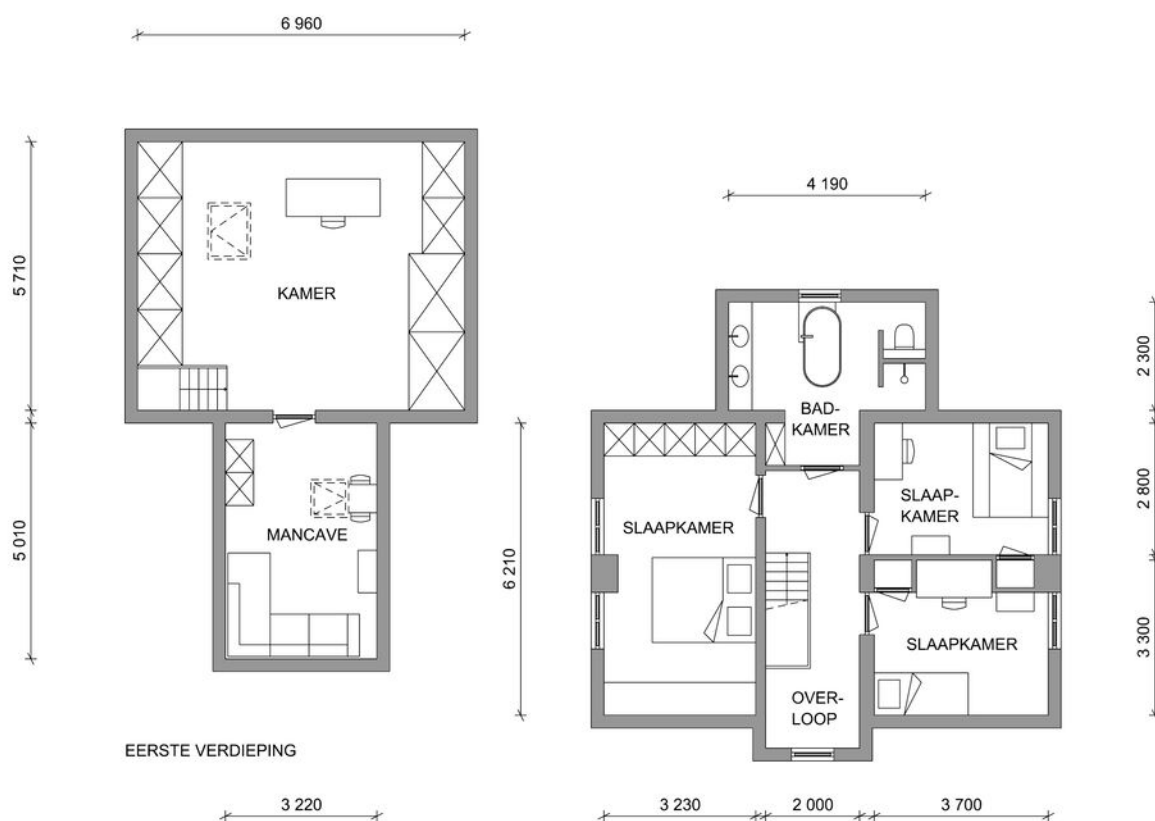 6 960
4 190
5 710
KAMER
2 300
BAD-
KAMER
5 010
MANCAVE
6 210
SLAAPKAMER
SLAAP-
KAMER
2 800
SLAAPKAMER
3 300
OVER-
LOOP
EERSTE VERDIEPING
3 220
3 230
2 000
3 700